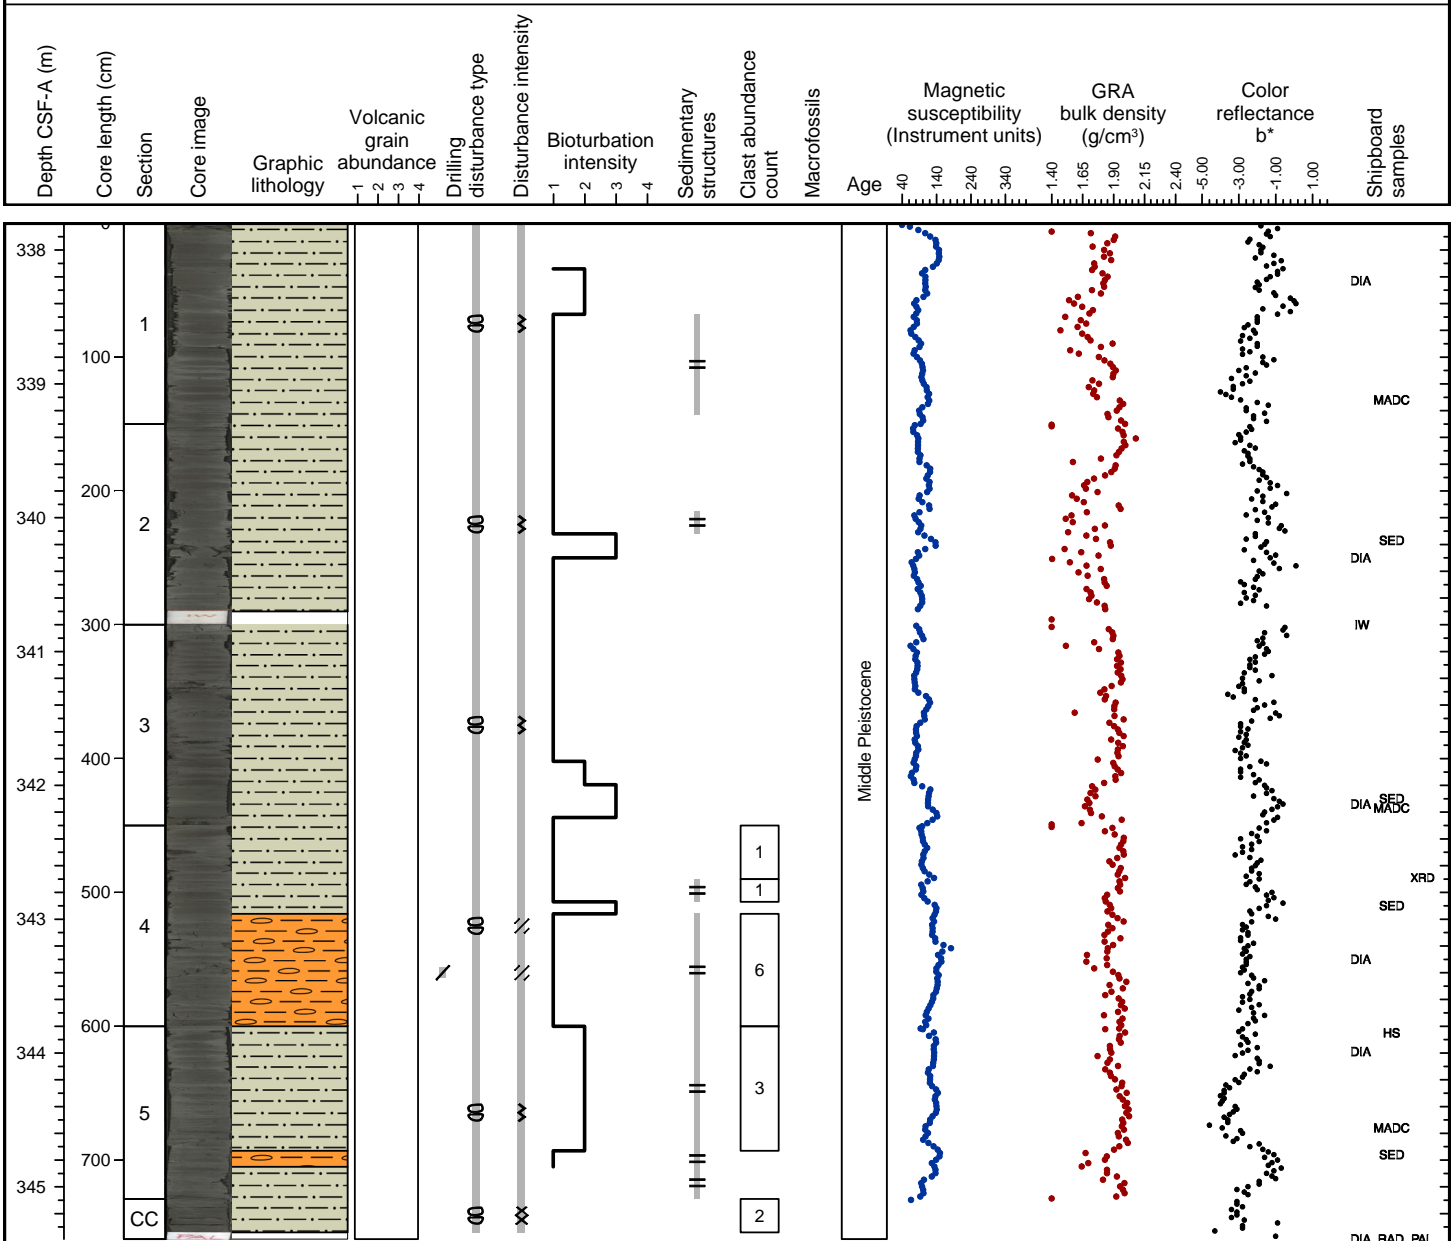 Depth CSF-A (m)
Core length (cm)
Section
Core image
Graphic
lithology
Volcanic
grain
abundance
1 2 3 4
Drilling
disturbance type
Disturbance intensity
Bioturbation
intensity
1 2 3 4
Sedimentary
structures
Clast abundance
count
Macrofossils
Age
Magnetic
susceptibility
(Instrument units)
40 140 240 340
GRA
bulk density
(g/cm³)
1.40 1.65 1.90 2.15 2.40
Color
reflectance
b*
-5.00 -3.00 -1.00 1.00
Shipboard
samples
338
339
340
341
342
343
344
345
0
100
200
300
400
500
600
700
1
2
3
4
5
CC
1
1
6
3
2
Middle Pleistocene
DIA
MADC
SED
DIA
IW
SED
DIA
MADC
XRD
SED
DIA
HS
DIA
MADC
SED
DIA RAD PAL